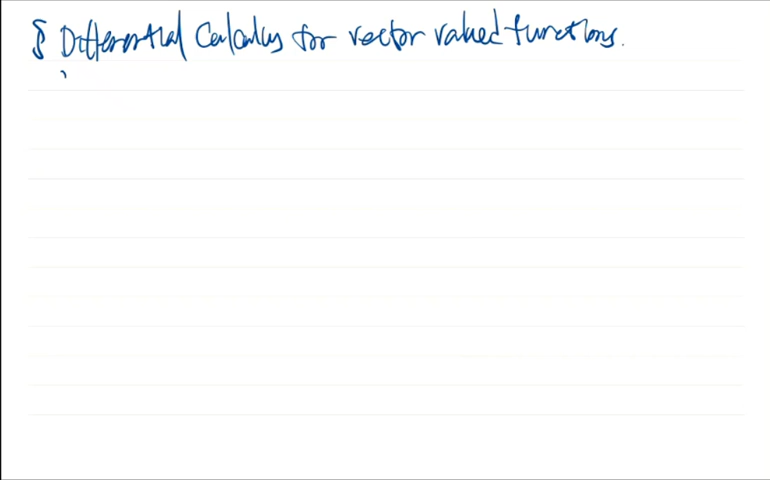 § Differential Calculus for vector valued functions.